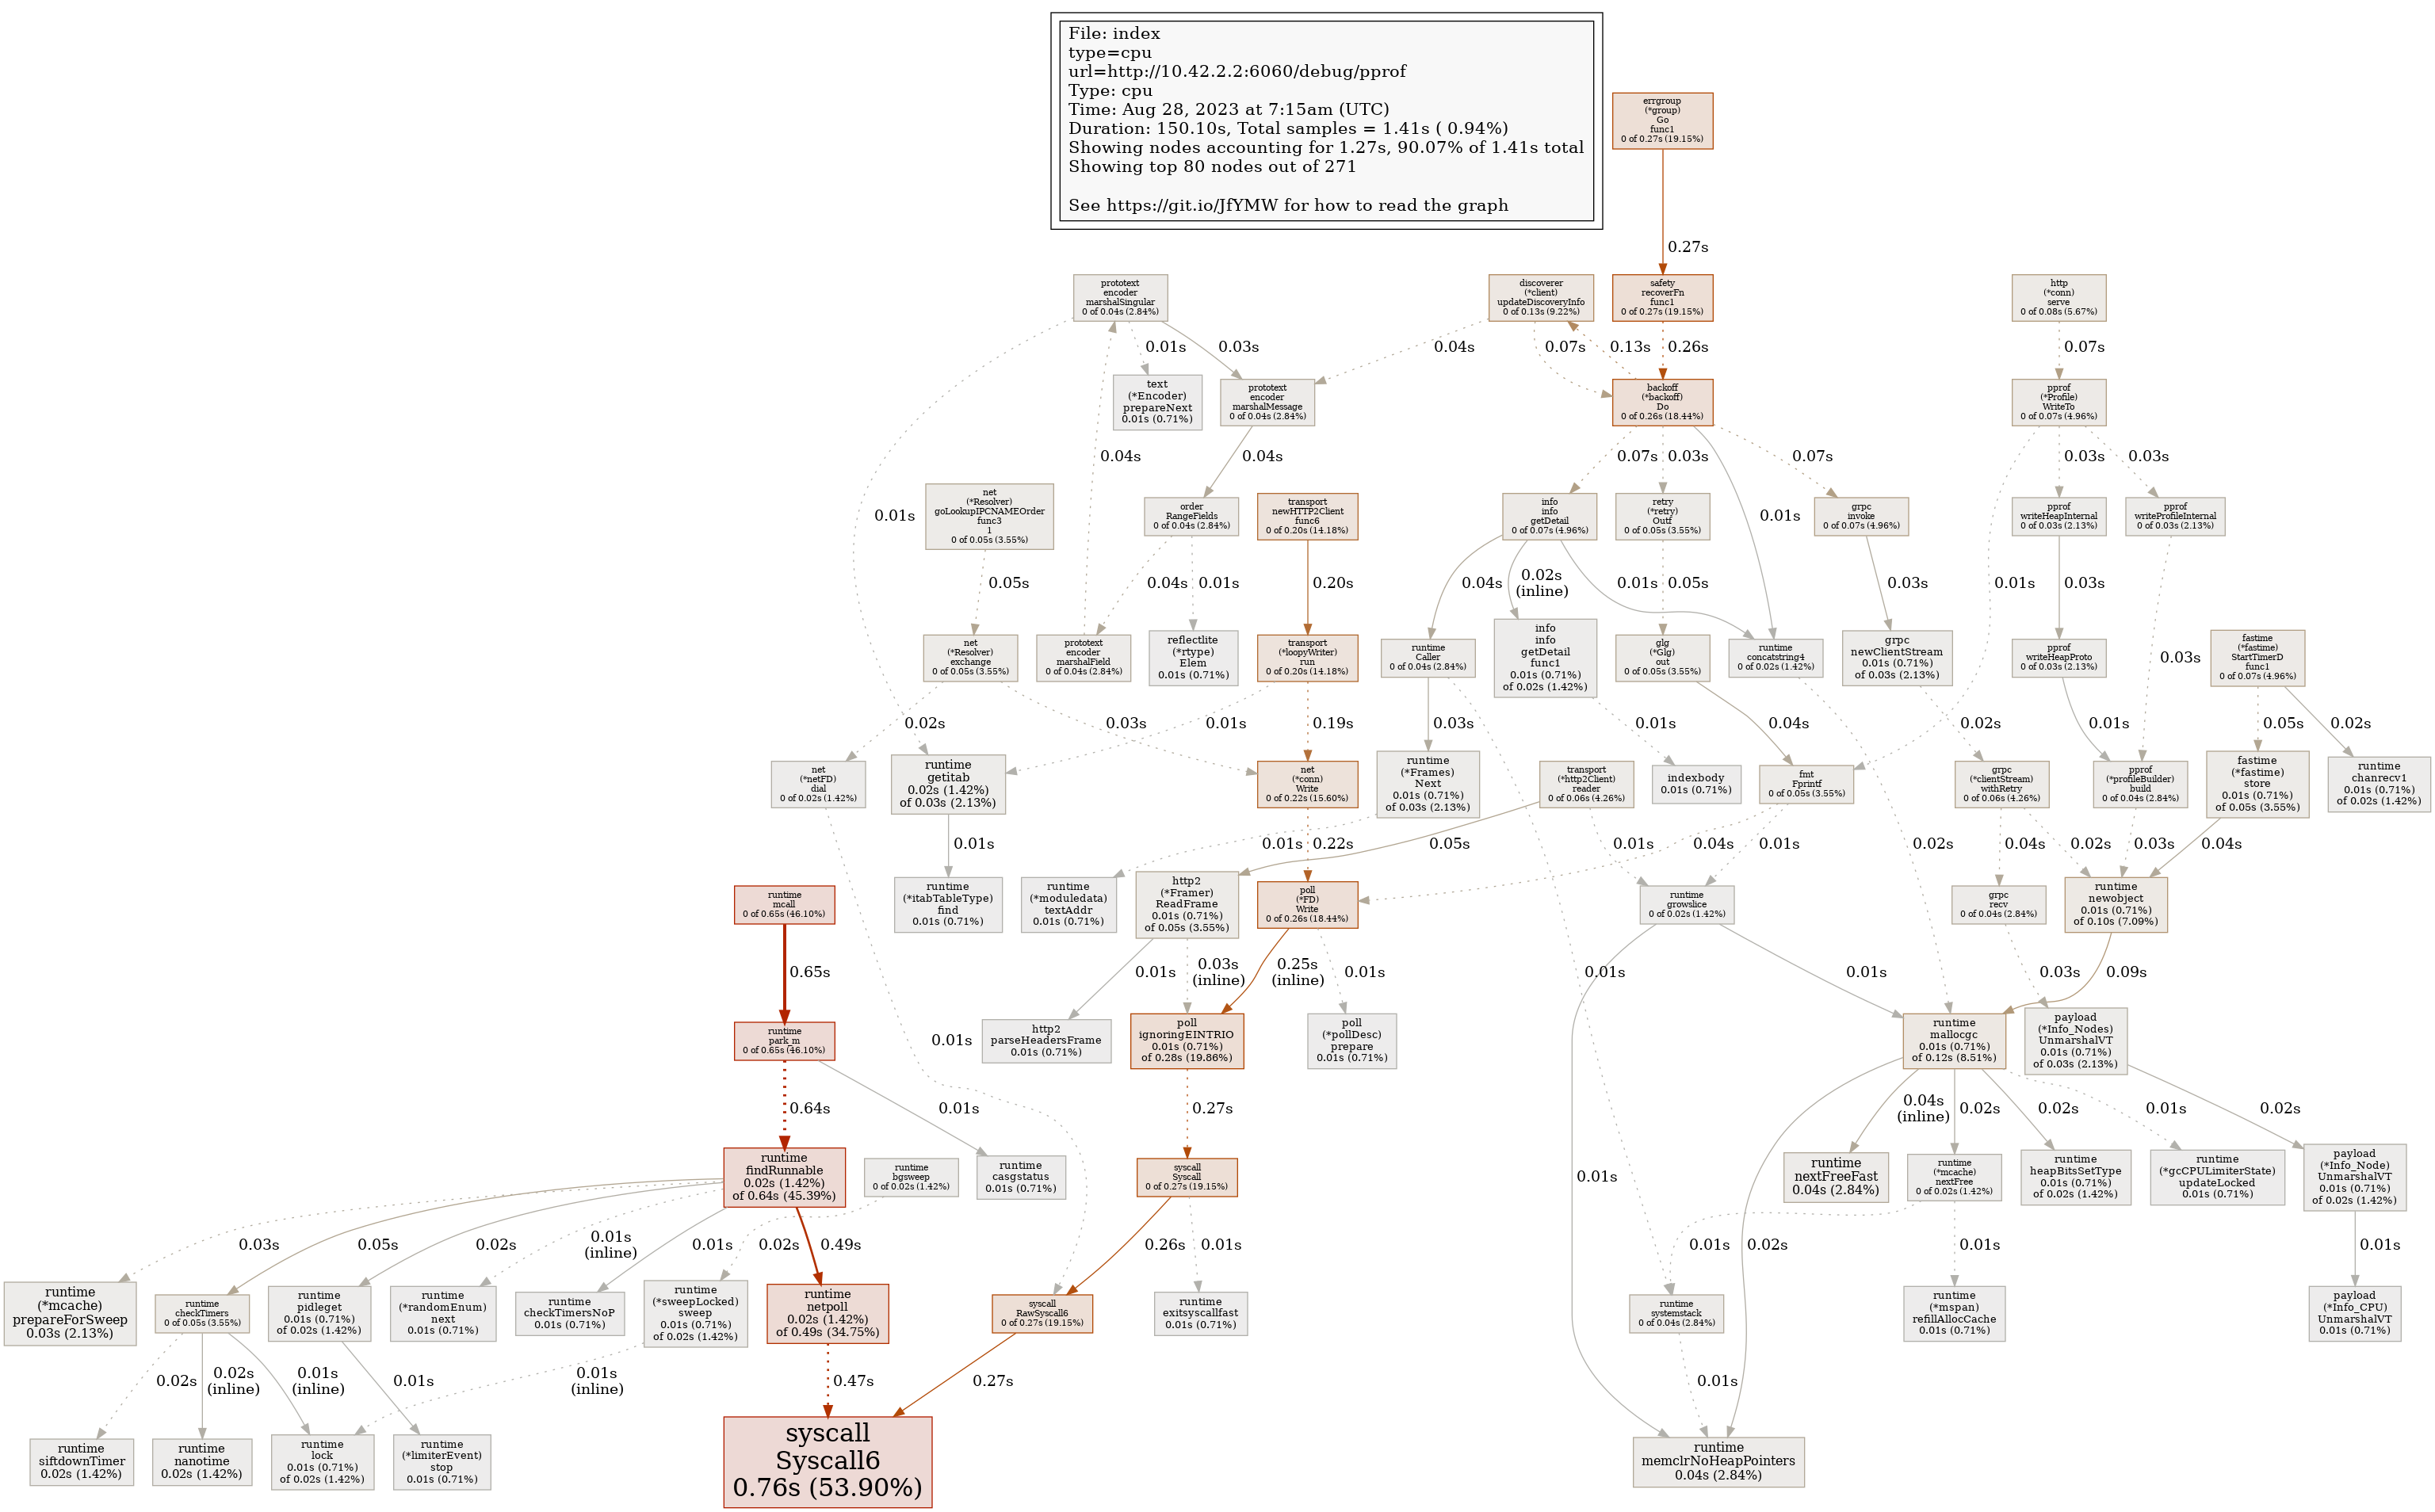 File: index
type=cpu
url=http://10.42.2.2:6060/debug/pprof
Type: cpu
Time: Aug 28, 2023 at 7:15am (UTC)
Duration: 150.10s, Total samples = 1.41s ( 0.94%)
Showing nodes accounting for 1.27s, 90.07% of 1.41s total
Showing top 80 nodes out of 271
See https://git.io/JfYMW for how to read the graph
errgroup
(*group)
Go
func1
0 of 0.27s (19.15%)
0.27s
prototext
encoder
marshalSingular
0 of 0.04s (2.84%)
discoverer
(*client)
updateDiscoveryInfo
0 of 0.13s (9.22%)
safety
recoverFn
func1
0 of 0.27s (19.15%)
http
(*conn)
serve
0 of 0.08s (5.67%)
0.01s
0.03s
0.04s
0.07s
0.13s
0.26s
0.07s
text
(*Encoder)
prepareNext
0.01s (0.71%)
prototext
encoder
marshalMessage
0 of 0.04s (2.84%)
backoff
(*backoff)
Do
0 of 0.26s (18.44%)
pprof
(*Profile)
WriteTo
0 of 0.07s (4.96%)
0.04s
0.04s
0.07s
0.03s
0.07s
0.03s
0.03s
net
(*Resolver)
goLookupIPCNAMEOrder
func3
1
0 of 0.05s (3.55%)
order
RangeFields
0 of 0.04s (2.84%)
transport
newHTTP2Client
func6
0 of 0.20s (14.18%)
info
info
getDetail
0 of 0.07s (4.96%)
retry
(*retry)
Outf
0 of 0.05s (3.55%)
grpc
invoke
0 of 0.07s (4.96%)
pprof
writeHeapInternal
0 of 0.03s (2.13%)
pprof
writeProfileInternal
0 of 0.03s (2.13%)
0.01s
0.01s
0.05s
0.04s
0.01s
0.20s
0.04s
0.02s
(inline)
0.01s
0.05s
0.03s
0.01s
0.03s
net
(*Resolver)
exchange
0 of 0.05s (3.55%)
prototext
encoder
marshalField
0 of 0.04s (2.84%)
reflectlite
(*rtype)
Elem
0.01s (0.71%)
transport
(*loopyWriter)
run
0 of 0.20s (14.18%)
runtime
Caller
0 of 0.04s (2.84%)
info
info
getDetail
func1
0.01s (0.71%)
of 0.02s (1.42%)
glg
(*Glg)
out
0 of 0.05s (3.55%)
runtime
concatstring4
0 of 0.02s (1.42%)
grpc
newClientStream
0.01s (0.71%)
of 0.03s (2.13%)
pprof
writeHeapProto
0 of 0.03s (2.13%)
0.03s
fastime
(*fastime)
StartTimerD
func1
0 of 0.07s (4.96%)
0.02s
0.03s
0.01s
0.19s
0.03s
0.01s
0.04s
0.02s
0.01s
0.05s
0.02s
net
(*netFD)
dial
0 of 0.02s (1.42%)
runtime
getitab
0.02s (1.42%)
of 0.03s (2.13%)
net
(*conn)
Write
0 of 0.22s (15.60%)
runtime
(*Frames)
Next
0.01s (0.71%)
of 0.03s (2.13%)
transport
(*http2Client)
reader
0 of 0.06s (4.26%)
indexbody
0.01s (0.71%)
fmt
Fprintf
0 of 0.05s (3.55%)
grpc
(*clientStream)
withRetry
0 of 0.06s (4.26%)
pprof
(*profileBuilder)
build
0 of 0.04s (2.84%)
fastime
(*fastime)
store
0.01s (0.71%)
of 0.05s (3.55%)
runtime
chanrecv1
0.01s (0.71%)
of 0.02s (1.42%)
0.01s
0.01s
0.22s
0.05s
0.01s
0.04s
0.01s
0.02s
0.04s
0.02s
0.03s
0.04s
runtime
mcall
0 of 0.65s (46.10%)
runtime
(*itabTableType)
find
0.01s (0.71%)
runtime
(*moduledata)
textAddr
0.01s (0.71%)
http2
(*Framer)
ReadFrame
0.01s (0.71%)
of 0.05s (3.55%)
poll
(*FD)
Write
0 of 0.26s (18.44%)
runtime
growslice
0 of 0.02s (1.42%)
grpc
recv
0 of 0.04s (2.84%)
runtime
newobject
0.01s (0.71%)
of 0.10s (7.09%)
0.65s
0.01s
0.03s
(inline)
0.25s
(inline)
0.01s
0.01s
0.01s
0.03s
0.09s
runtime
park_m
0 of 0.65s (46.10%)
0.01s
http2
parseHeadersFrame
0.01s (0.71%)
poll
ignoringEINTRIO
0.01s (0.71%)
of 0.28s (19.86%)
poll
(*pollDesc)
prepare
0.01s (0.71%)
runtime
mallocgc
0.01s (0.71%)
of 0.12s (8.51%)
payload
(*Info_Nodes)
UnmarshalVT
0.01s (0.71%)
of 0.03s (2.13%)
0.64s
0.01s
0.27s
0.04s
(inline)
0.02s
0.02s
0.01s
0.02s
runtime
findRunnable
0.02s (1.42%)
of 0.64s (45.39%)
runtime
bgsweep
0 of 0.02s (1.42%)
runtime
casgstatus
0.01s (0.71%)
syscall
Syscall
0 of 0.27s (19.15%)
0.01s
runtime
nextFreeFast
0.04s (2.84%)
runtime
(*mcache)
nextFree
0 of 0.02s (1.42%)
runtime
heapBitsSetType
0.01s (0.71%)
of 0.02s (1.42%)
runtime
(*gcCPULimiterState)
updateLocked
0.01s (0.71%)
payload
(*Info_Node)
UnmarshalVT
0.01s (0.71%)
of 0.02s (1.42%)
0.03s
0.05s
0.02s
0.01s
(inline)
0.01s
0.02s
0.49s
0.26s
0.01s
0.01s
0.02s
0.01s
0.01s
runtime
(*mcache)
prepareForSweep
0.03s (2.13%)
runtime
checkTimers
0 of 0.05s (3.55%)
runtime
pidleget
0.01s (0.71%)
of 0.02s (1.42%)
runtime
(*randomEnum)
next
0.01s (0.71%)
runtime
checkTimersNoP
0.01s (0.71%)
runtime
(*sweepLocked)
sweep
0.01s (0.71%)
of 0.02s (1.42%)
runtime
netpoll
0.02s (1.42%)
of 0.49s (34.75%)
syscall
RawSyscall6
0 of 0.27s (19.15%)
runtime
exitsyscallfast
0.01s (0.71%)
runtime
systemstack
0 of 0.04s (2.84%)
runtime
(*mspan)
refillAllocCache
0.01s (0.71%)
payload
(*Info_CPU)
UnmarshalVT
0.01s (0.71%)
0.02s
0.02s
(inline)
0.01s
(inline)
0.01s
0.01s
(inline)
0.47s
0.27s
0.01s
runtime
siftdownTimer
0.02s (1.42%)
runtime
nanotime
0.02s (1.42%)
runtime
lock
0.01s (0.71%)
of 0.02s (1.42%)
runtime
(*limiterEvent)
stop
0.01s (0.71%)
syscall
Syscall6
0.76s (53.90%)
runtime
memclrNoHeapPointers
0.04s (2.84%)